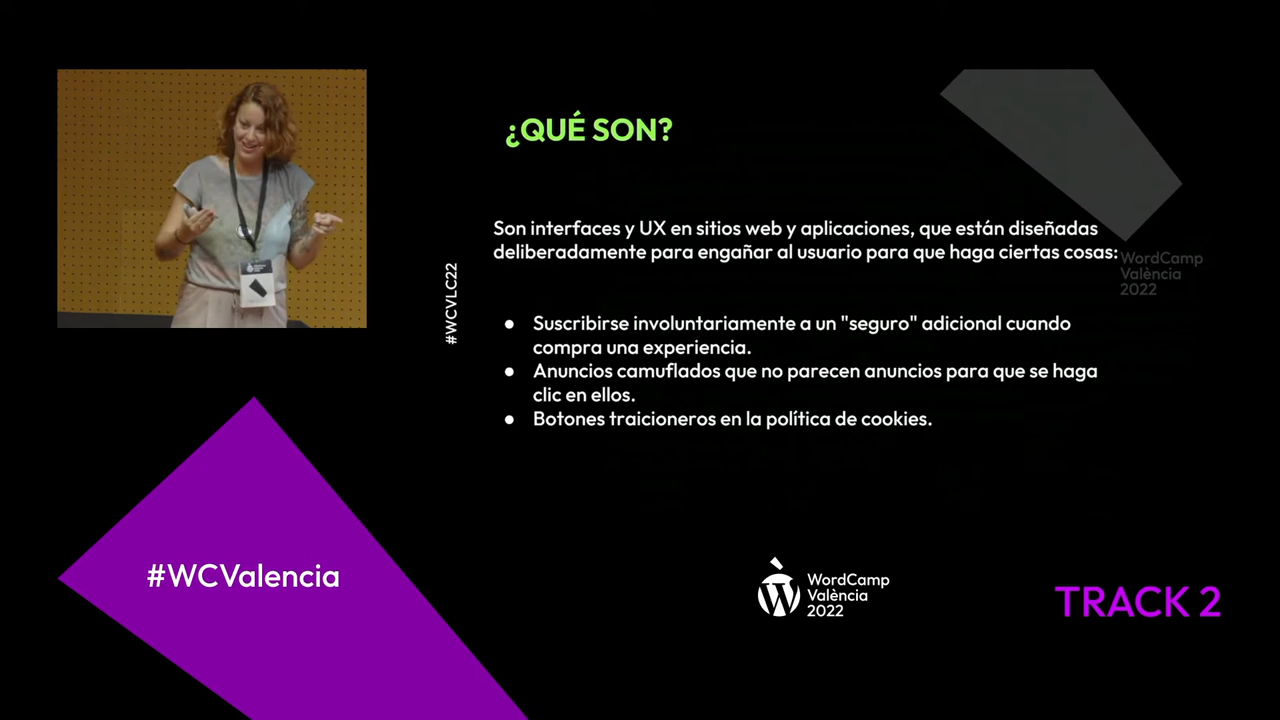 ¿QUÉ SON?
Son interfaces y UX en sitios web y aplicaciones, que están diseñadas
deliberadamente para engañar al usuario para que haga ciertas cosas:
WordCamp
València
2022
#WCVLC22
● Suscribirse involuntariamente a un "seguro" adicional cuando
compra una experiencia.
● Anuncios camuflados que no parecen anuncios para que se haga
clic en ellos.
● Botones traicioneros en la política de cookies.
#WCValencia
WordCamp
València
2022
TRACK 2